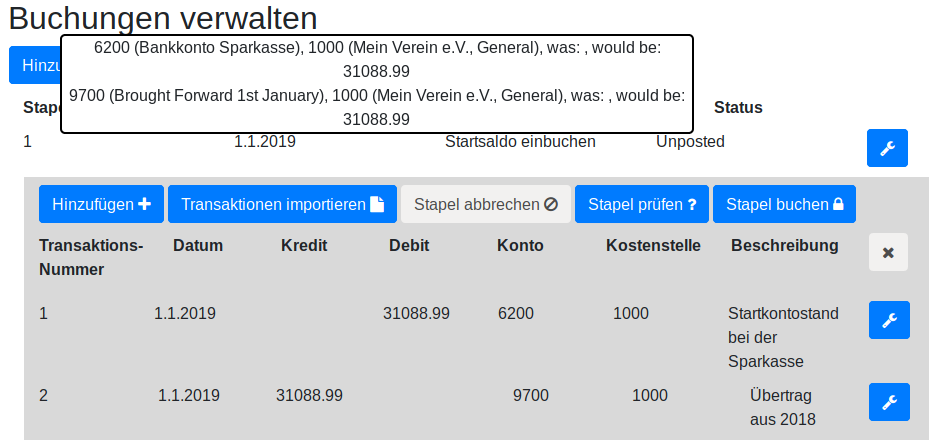 Buchungen verwalten
Hinzu
6200 (Bankkonto Sparkasse), 1000 (Mein Verein e.V., General), was: , would be:
31088.99
9700 (Brought Forward 1st January), 1000 (Mein Verein e.V., General), was: , would be:
31088.99
Stape Status
1 1.1.2019 Startsaldo einbuchen Unposted
Hinzufügen Transaktionen importieren Stapel abbrechen Stapel prüfen ? Stapel buchen
Transaktions- Datum Kredit Debit Konto Kostenstelle Beschreibung
Nummer
1 1.1.2019 31088.99 6200 1000 Startkontostand
bei der
Sparkasse
2 1.1.2019 31088.99 9700 1000 Übertrag
aus 2018